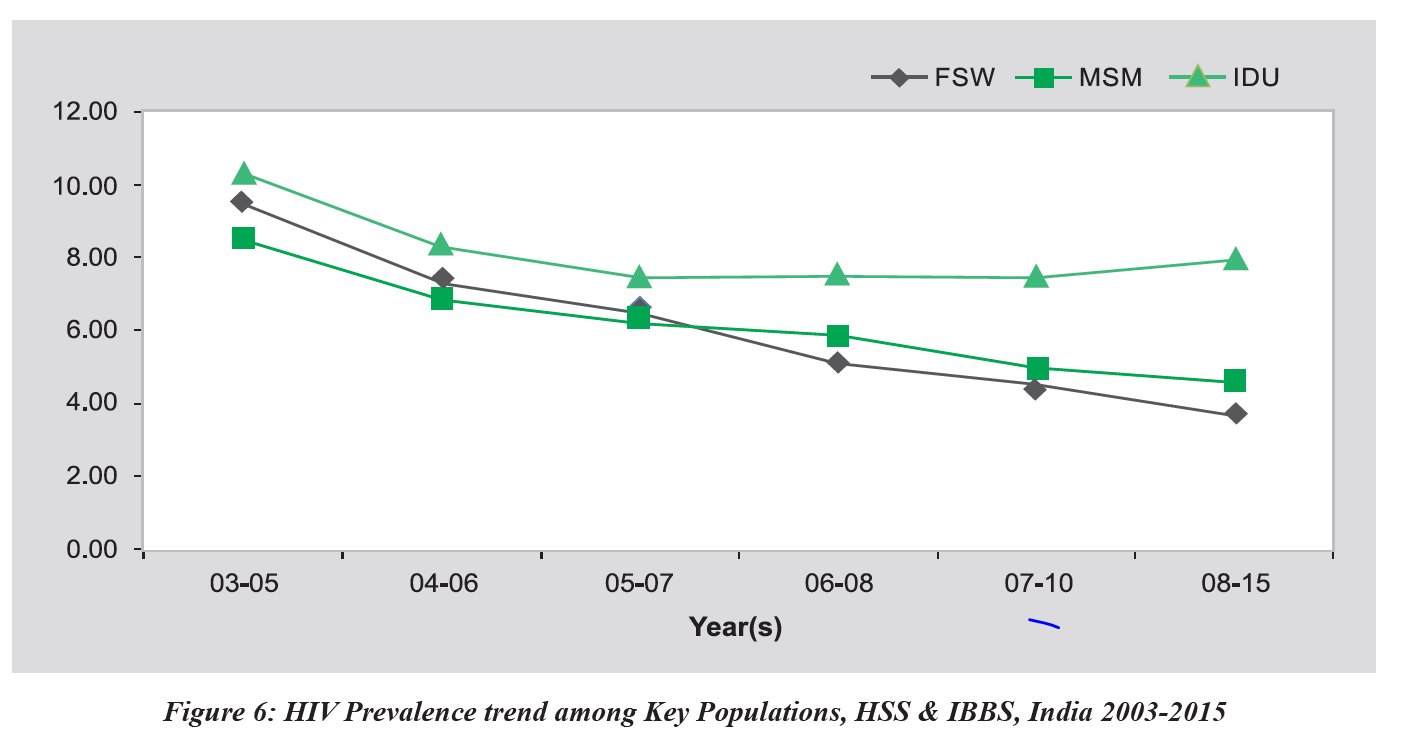 FSW MSM IDU
12.00
10.00
8.00
6.00
4.00
2.00
0.00
03-05 04-06 05-07 06-08 07-10 08-15
Year(s)
Figure 6: HIV Prevalence trend among Key Populations, HSS & IBBS, India 2003-2015